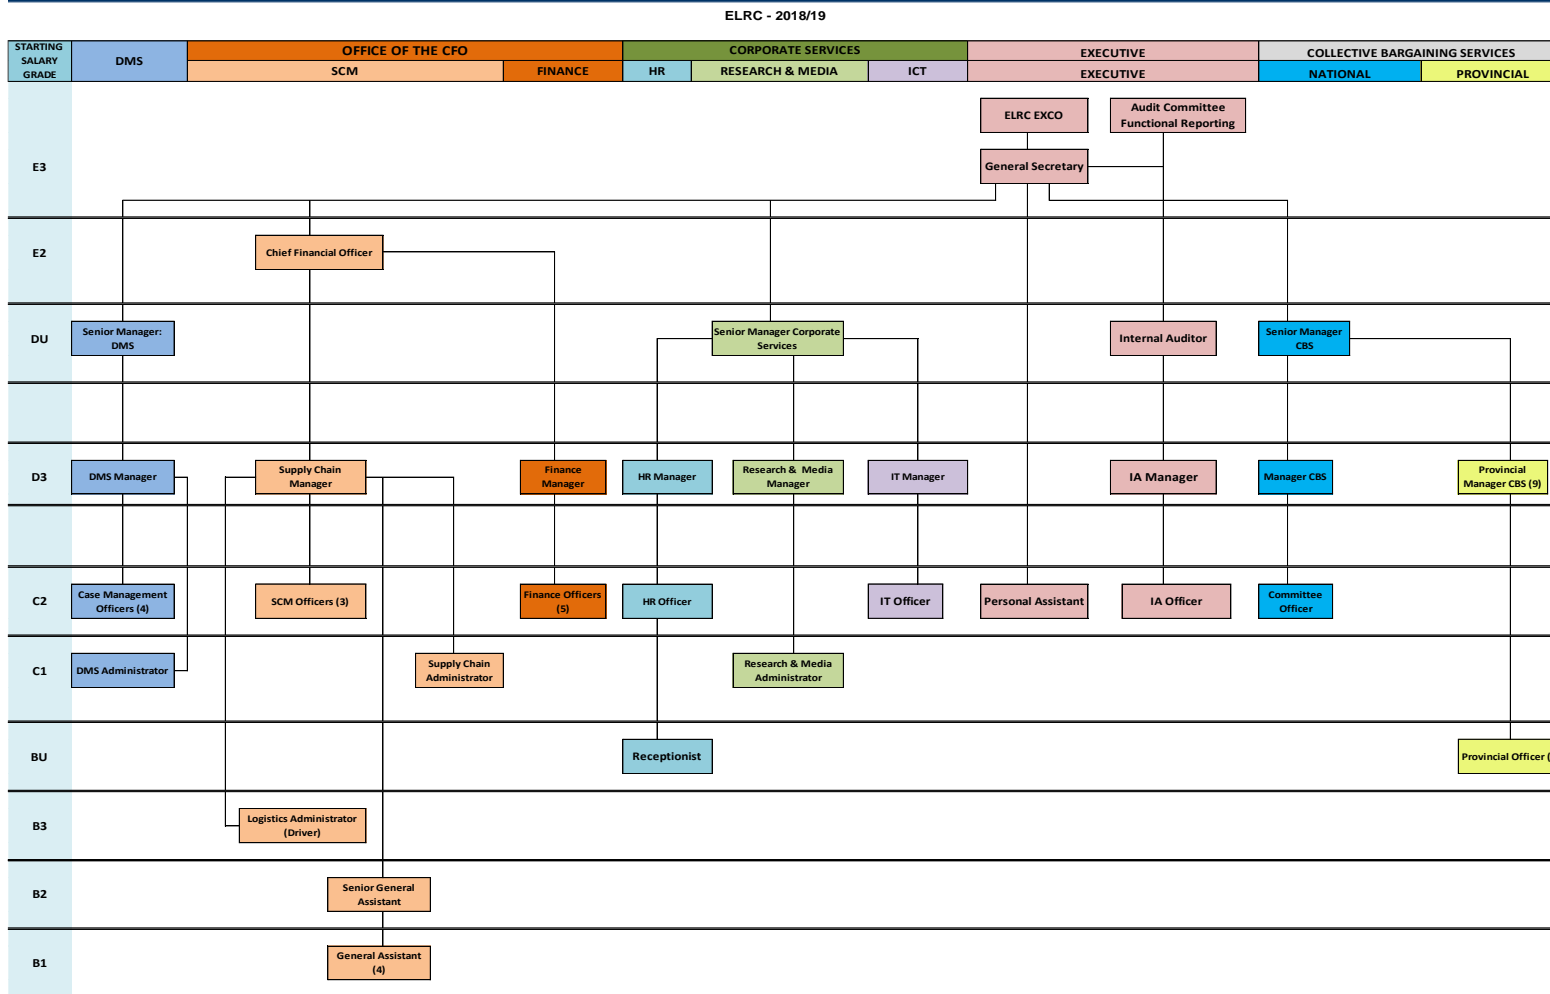 ELRC - 2018/19
STARTING
SALARY
GRADE
DMS
OFFICE OF THE CFO
CORPORATE SERVICES
EXECUTIVE
COLLECTIVE BARGAINING SERVICES
SCM
FINANCE
HR
RESEARCH & MEDIA
ICT
EXECUTIVE
NATIONAL
PROVINCIAL
E3
ELRC EXCO
Audit Committee
Functional Reporting
General Secretary
E2
Chief Financial Officer
DU
Senior Manager:
DMS
Senior Manager Corporate
Services
Internal Auditor
Senior Manager
CBS
D3
DMS Manager
Supply Chain
Manager
Finance
Manager
HR Manager
Research & Media
Manager
IT Manager
IA Manager
Manager CBS
Provincial
Manager CBS (9)
C2
Case Management
Officers (4)
SCM Officers (3)
Finance Officers
(5)
HR Officer
IT Officer
Personal Assistant
IA Officer
Committee
Officer
C1
DMS Administrator
Supply Chain
Administrator
Research & Media
Administrator
BU
Receptionist
Provincial Officer (
B3
Logistics Administrator
(Driver)
B2
Senior General
Assistant
B1
General Assistant
(4)